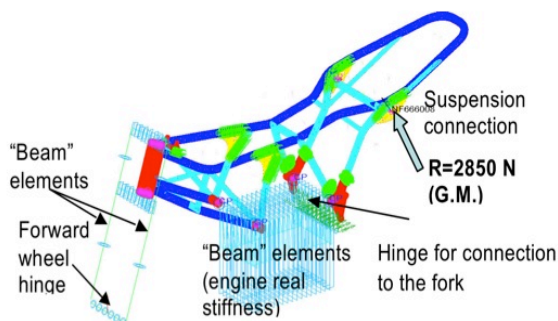 NF666008
Suspension
connection
R=2850 N
(G.M.)
“Beam”
elements
Forward
wheel
hinge
“Beam” elements
(engine real
stiffness)
Hinge for connection
to the fork